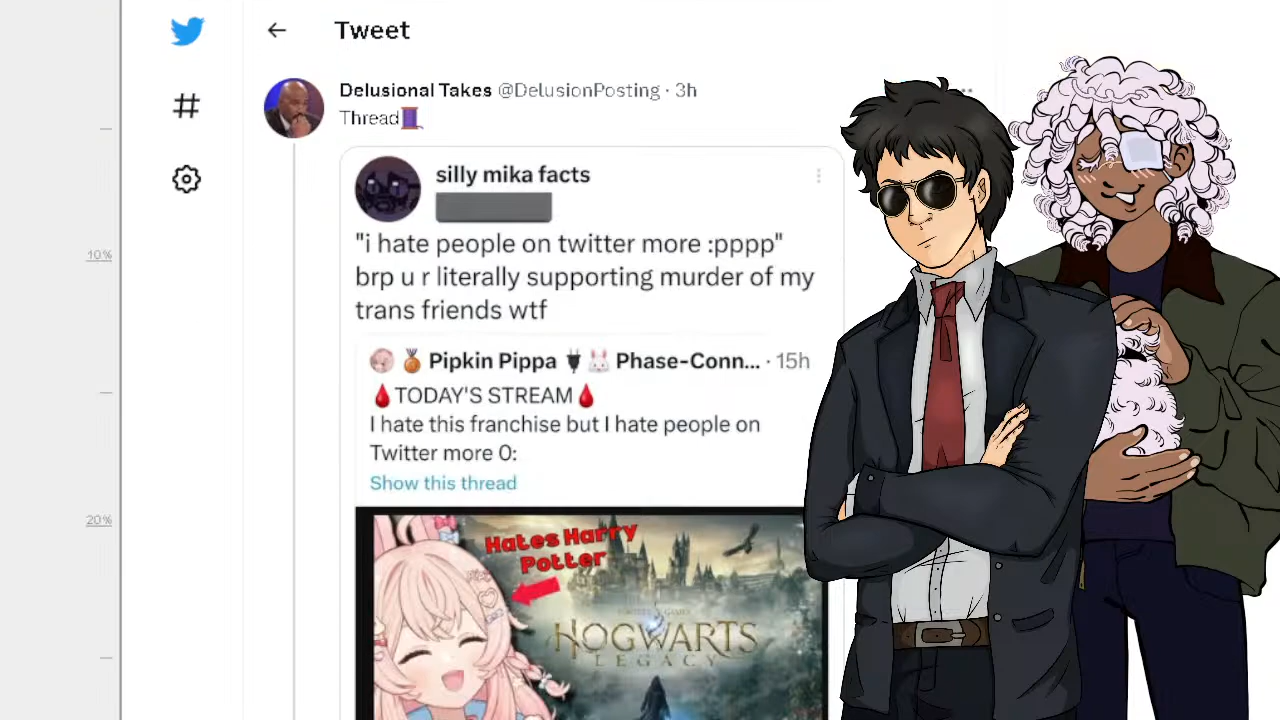 Tweet
Delusional Takes @DelusionPosting · 3h
Thread
silly mika facts
"i hate people on twitter more :pppp"
brp u r literally supporting murder of my
trans friends wtf
Pipkin Pippa Phase-Conn... · 15h
TODAY'S STREAM
I hate this franchise but I hate people on
Twitter more 0:
Show this thread
Hates Harry
Potter
HOGWARTS
LEGACY
10%
20%